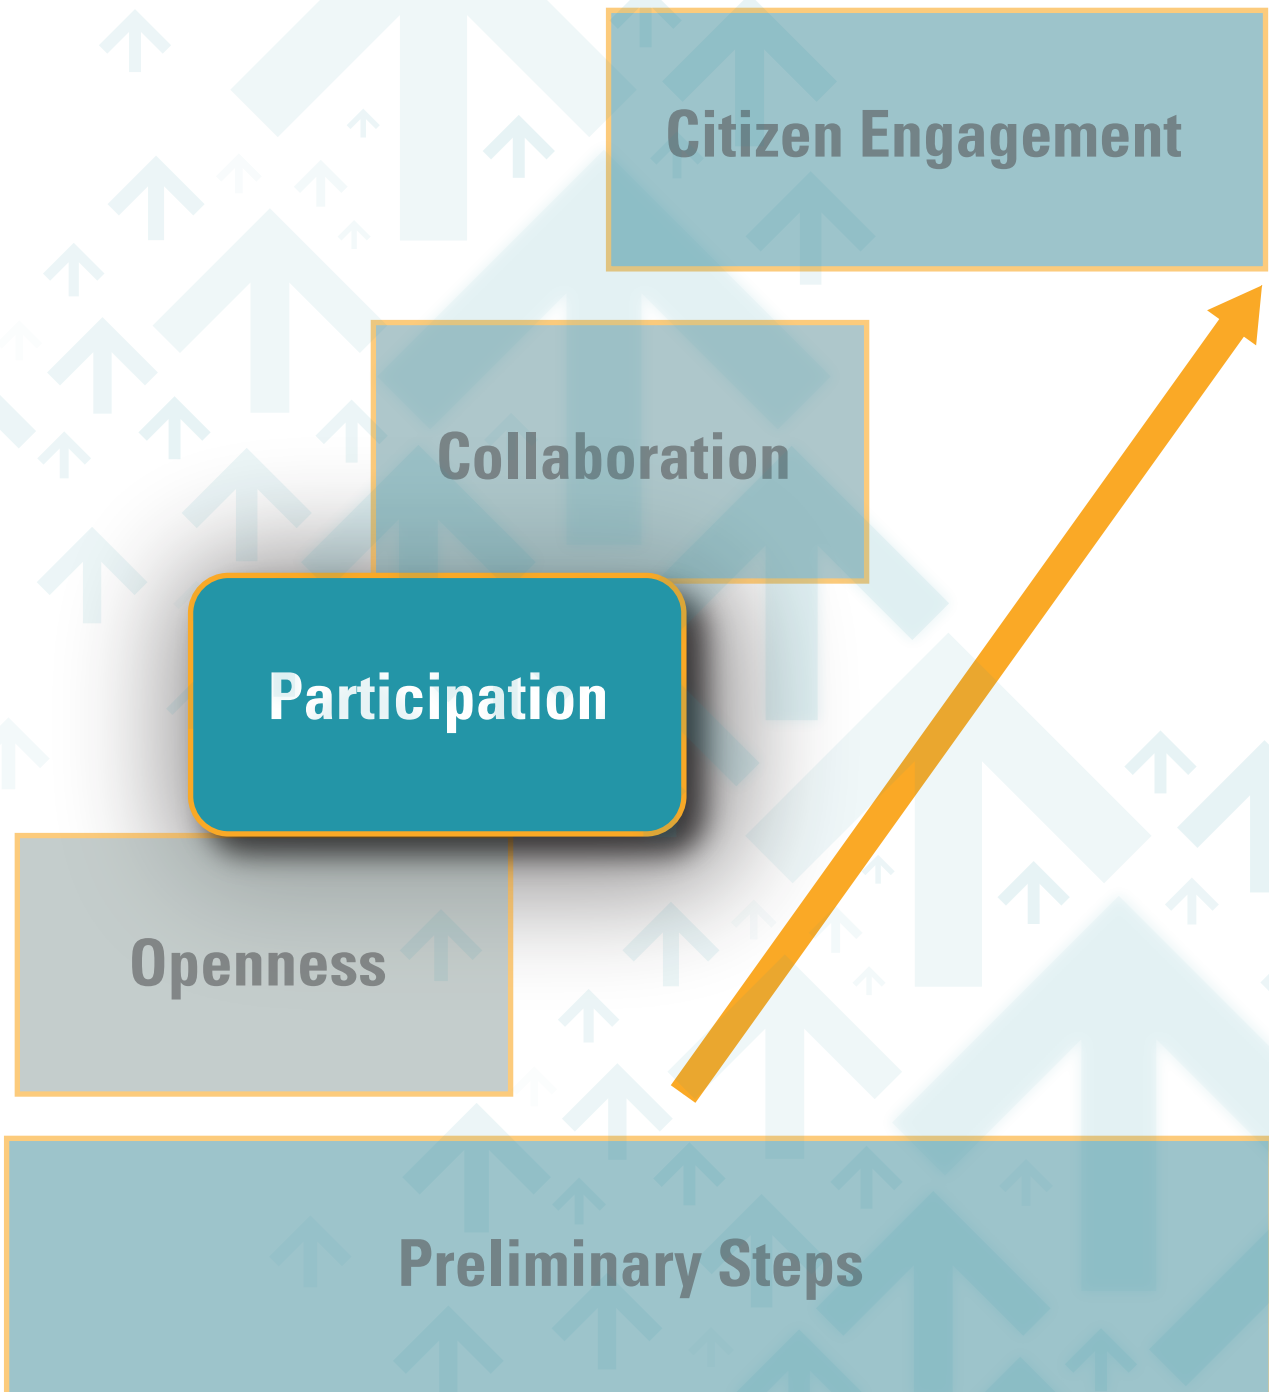 Citizen Engagement
Collaboration
Participation
Openness
Preliminary Steps